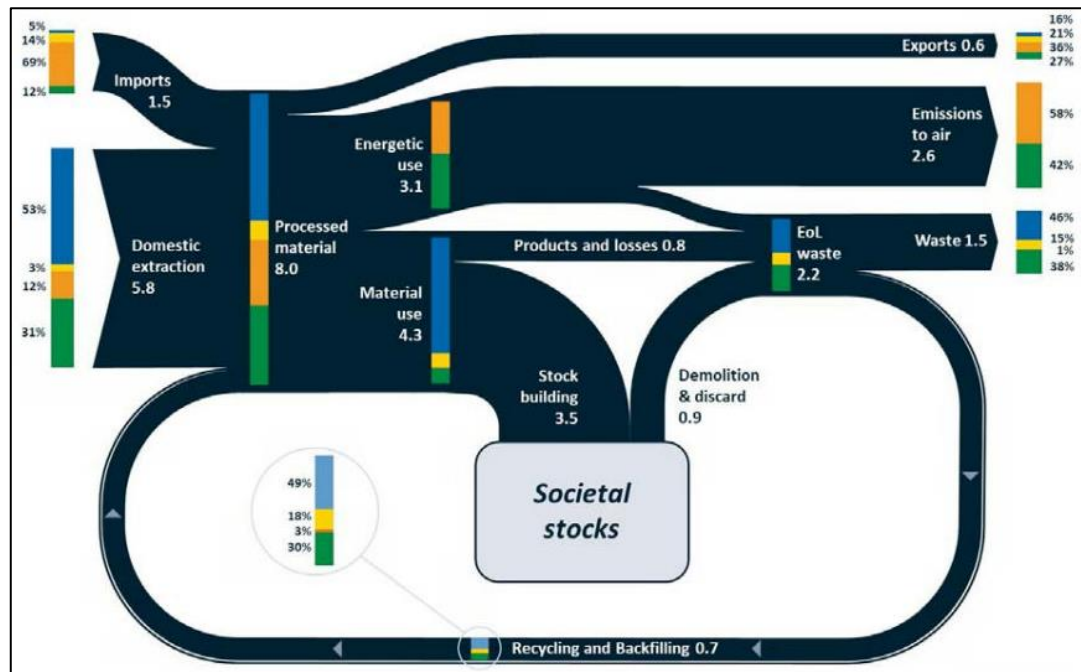 5%
14%
69%
12%
Imports
1.5
53%
3%
12%
31%
Domestic
extraction
5.8
Processed
material
8.0
Energetic
use
3.1
Material
use
4.3
Exports 0.6
16%
21%
36%
27%
Emissions
to air
2.6
58%
42%
Products and losses 0.8
EoL
waste
2.2
Waste 1.5
46%
15%
1%
38%
Stock
building
3.5
Demolition
& discard
0.9
Societal
stocks
49%
18%
3%
30%
Recycling and Backfilling 0.7